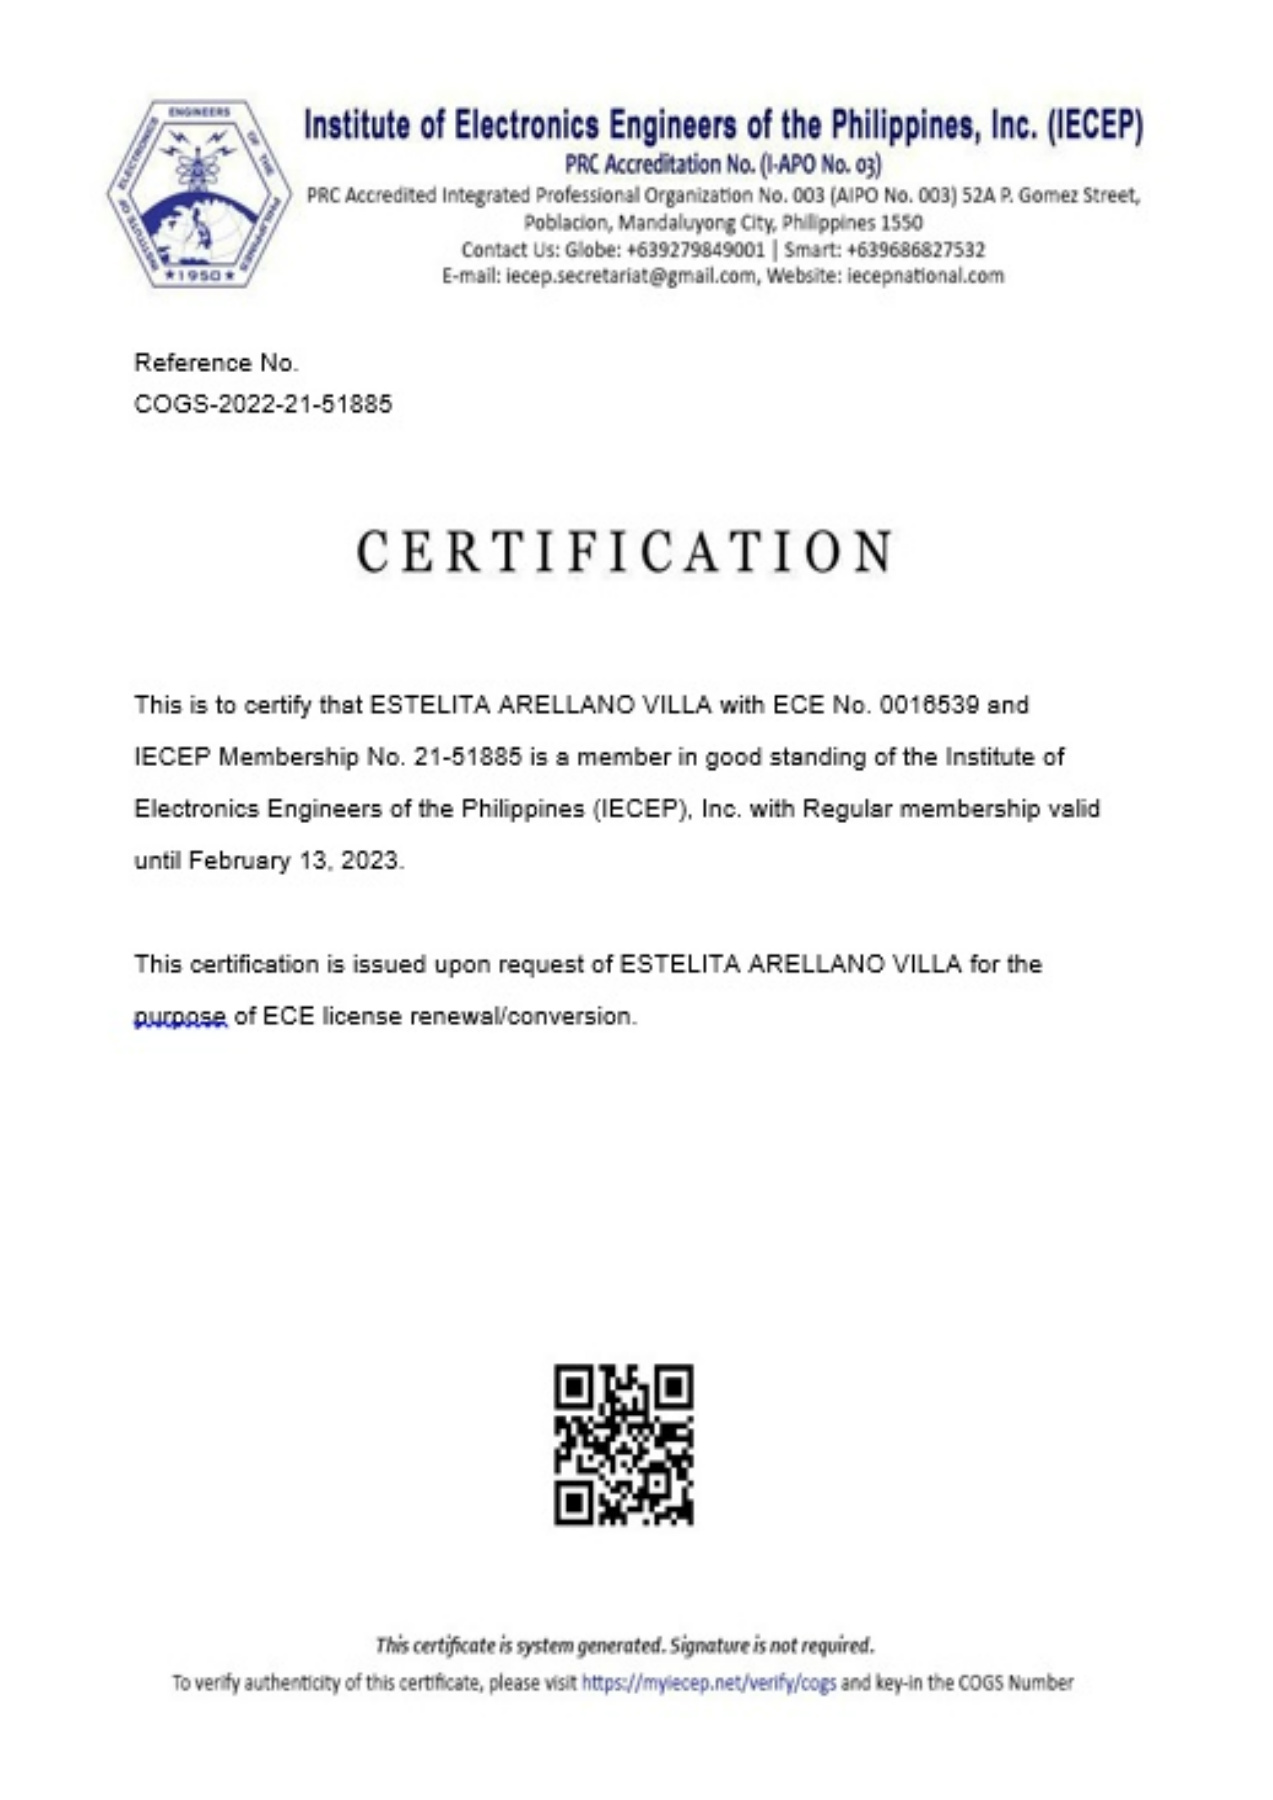 INSTITUTE OF ELECTRONICS ENGINEERS OF THE PHILIPPINES
★1950★
Institute of Electronics Engineers of the Philippines, Inc. (IECEP)
PRC Accreditation No. (I-APO No. 03)
PRC Accredited Integrated Professional Organization No. 003 (AIPO No. 003) 52A P. Gomez Street,
Poblacion, Mandaluyong City, Philippines 1550
Contact Us: Globe: +639279849001 | Smart: +639686827532
E-mail: iecep.secretariat@gmail.com, Website: iecepnational.com
Reference No.
COGS-2022-21-51885
CERTIFICATION
This is to certify that ESTELITA ARELLANO VILLA with ECE No. 0016539 and
IECEP Membership No. 21-51885 is a member in good standing of the Institute of
Electronics Engineers of the Philippines (IECEP), Inc. with Regular membership valid
until February 13, 2023.
This certification is issued upon request of ESTELITA ARELLANO VILLA for the
purpose of ECE license renewal/conversion.
This certificate is system generated. Signature is not required.
To verify authenticity of this certificate, please visit https://myiecep.net/verify/cogs and key-in the COGS Number